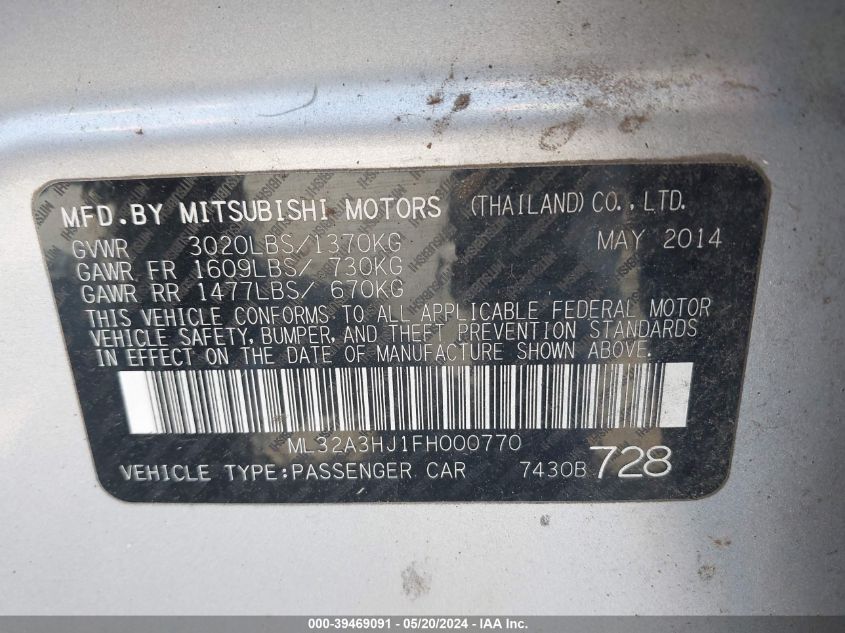 MFD.BY MITSUBISHI MOTORS (THAILAND)CO.,LTD.
GVWR 3020LBS/1370KG MAY 2014
GAWR FR 1609LBS/ 730KG
GAWR RR 1477LBS/ 670KG
THIS VEHICLE CONFORMS TO ALL APPLICABLE FEDERAL MOTOR
VEHICLE SAFETY, BUMPER, AND THEFT PREVENTION STANDARDS
IN EFFECT ON THE DATE OF MANUFACTURE SHOWN ABOVE.
ML32A3HJ1FH000770
VEHICLE TYPE:PASSENGER CAR 7430B 728
000-39469091 - 05/20/2024 - IAA Inc.